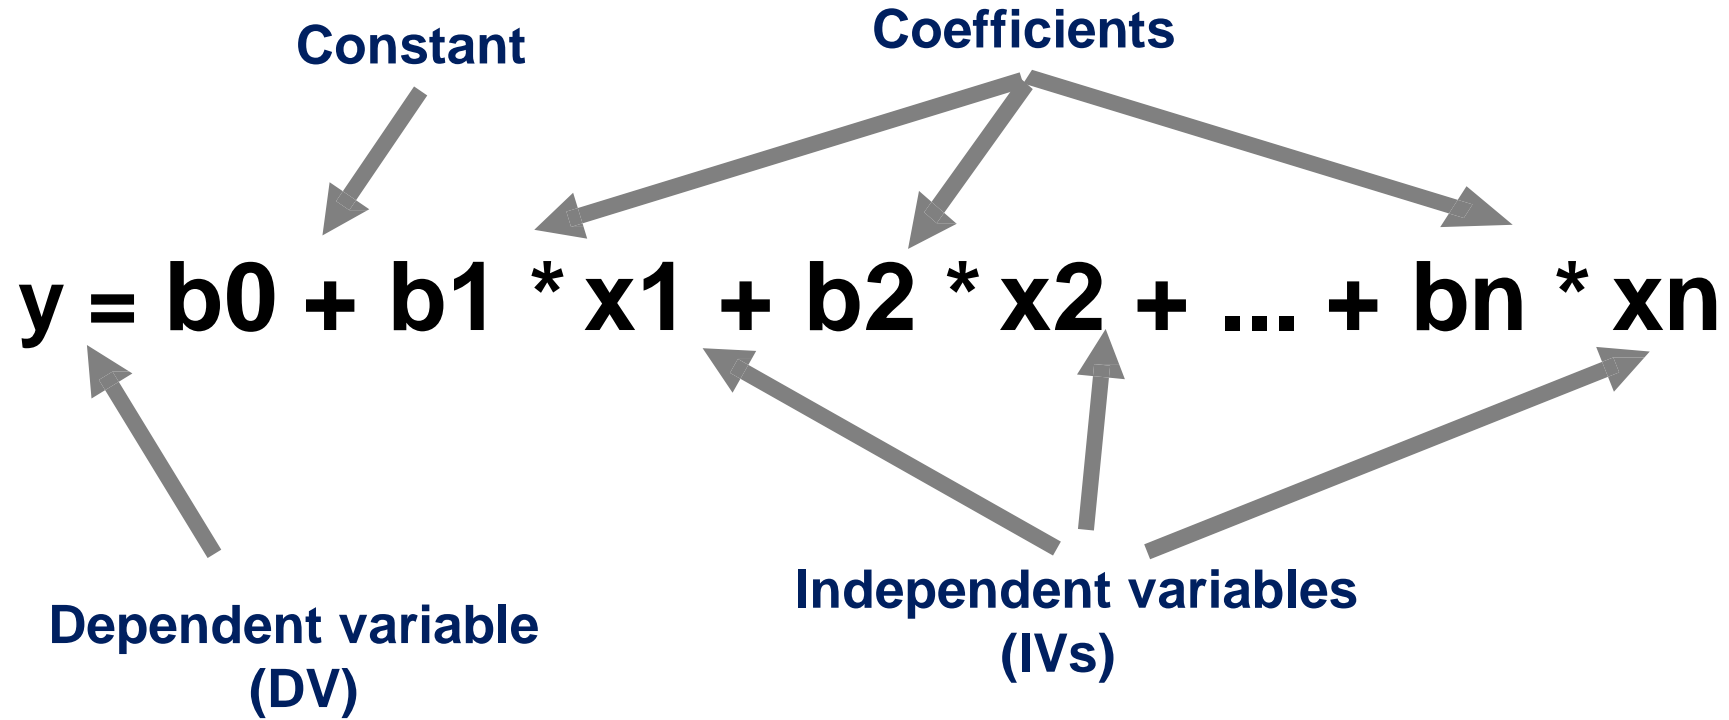 Constant
Coefficients
y = b0 + b1 * x1 + b2 * x2 + ... + bn * xn
Dependent variable
(DV)
Independent variables
(IVs)